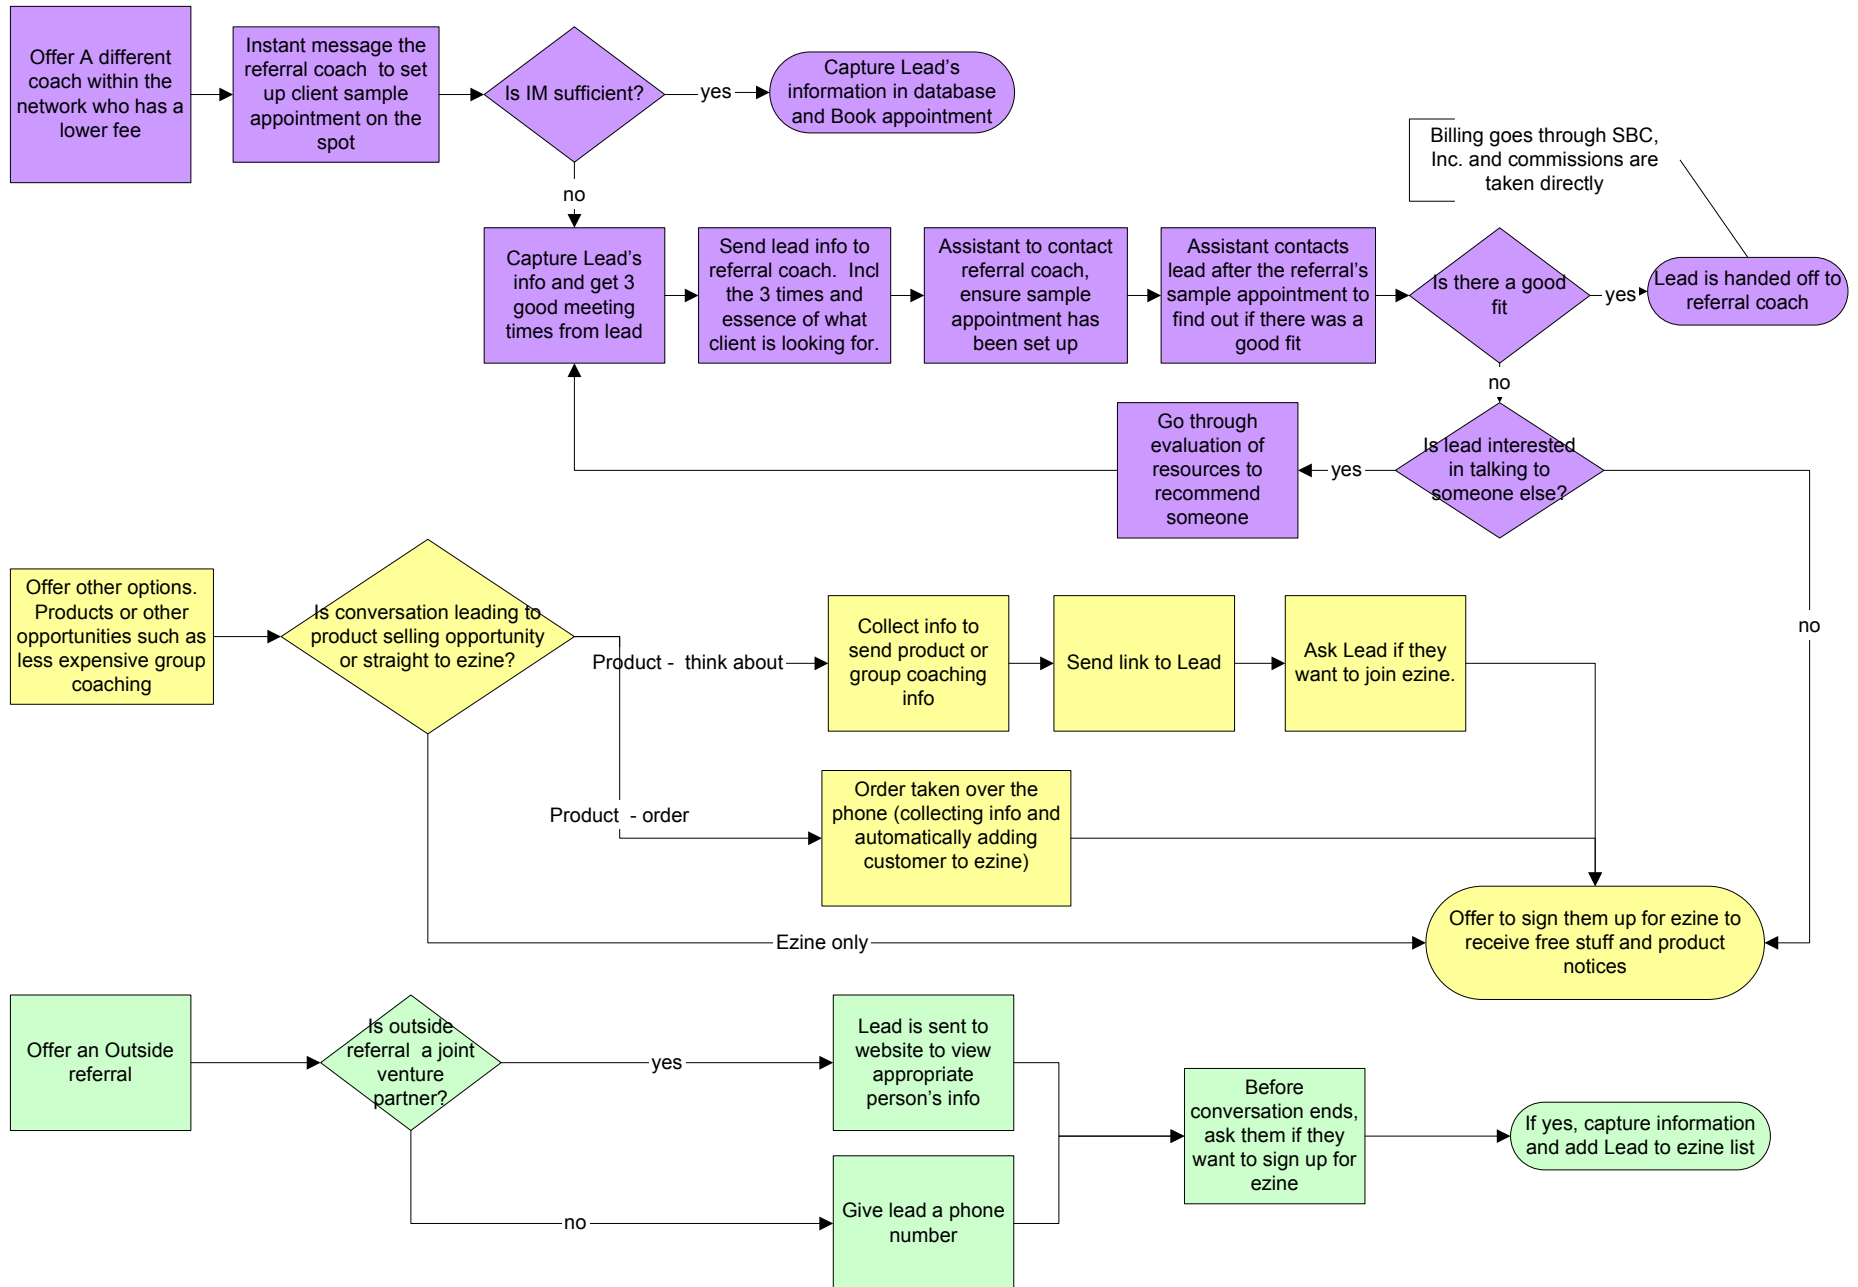 Offer A different
coach within the
network who has a
lower fee
Instant message the
referral coach  to set
up client sample
appointment on the
spot
Is IM sufficient?
yes
Capture Lead's
information in database
and Book appointment
no
Billing goes through SBC,
Inc. and commissions are
taken directly
Capture Lead's
info and get 3
good meeting
times from lead
Send lead info to
referral coach.  Incl
the 3 times and
essence of what
client is looking for.
Assistant to contact
referral coach,
ensure sample
appointment has
been set up
Assistant contacts
lead after the referral's
sample appointment to
find out if there was a
good fit
Is there a good
fit
yes
Lead is handed off to
referral coach
no
Go through
evaluation of
resources to
recommend
someone
yes
Is lead interested
in talking to
someone else?
no
Offer other options.
Products or other
opportunities such as
less expensive group
coaching
Is conversation leading to
product selling opportunity
or straight to ezine?
Product -  think about
Collect info to
send product or
group coaching
info
Send link to Lead
Ask Lead if they
want to join ezine.
Product  - order
Order taken over the
phone (collecting info and
automatically adding
customer to ezine)
Ezine only
Offer to sign them up for ezine to
receive free stuff and product
notices
Offer an Outside
referral
Is outside
referral  a joint
venture
partner?
yes
Lead is sent to
website to view
appropriate
person's info
no
Give lead a phone
number
Before
conversation ends,
ask them if they
want to sign up for
ezine
If yes, capture information
and add Lead to ezine list